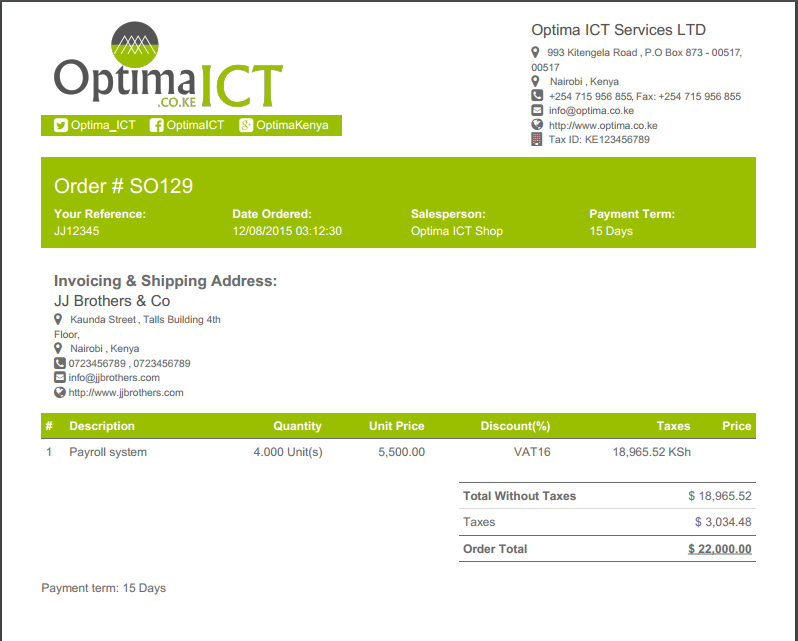 Optima ICT
.CO.KE
Optima_ICT OptimaICT OptimaKenya
Optima ICT Services LTD
993 Kitengela Road , P.O Box 873 - 00517,
00517
Nairobi , Kenya
+254 715 956 855, Fax: +254 715 956 855
info@optima.co.ke
http://www.optima.co.ke
Tax ID: KE123456789
Order # SO129
Your Reference: Date Ordered: Salesperson: Payment Term:
JJ12345 12/08/2015 03:12:30 Optima ICT Shop 15 Days
Invoicing & Shipping Address:
JJ Brothers & Co
Kaunda Street , Talls Building 4th
Floor,
Nairobi , Kenya
0723456789 , 0723456789
info@jjbrothers.com
http://www.jjbrothers.com
# Description Quantity Unit Price Discount(%) Taxes Price
1 Payroll system 4.000 Unit(s) 5,500.00 VAT16 18,965.52 KSh
Total Without Taxes $ 18,965.52
Taxes $ 3,034.48
Order Total $ 22,000.00
Payment term: 15 Days